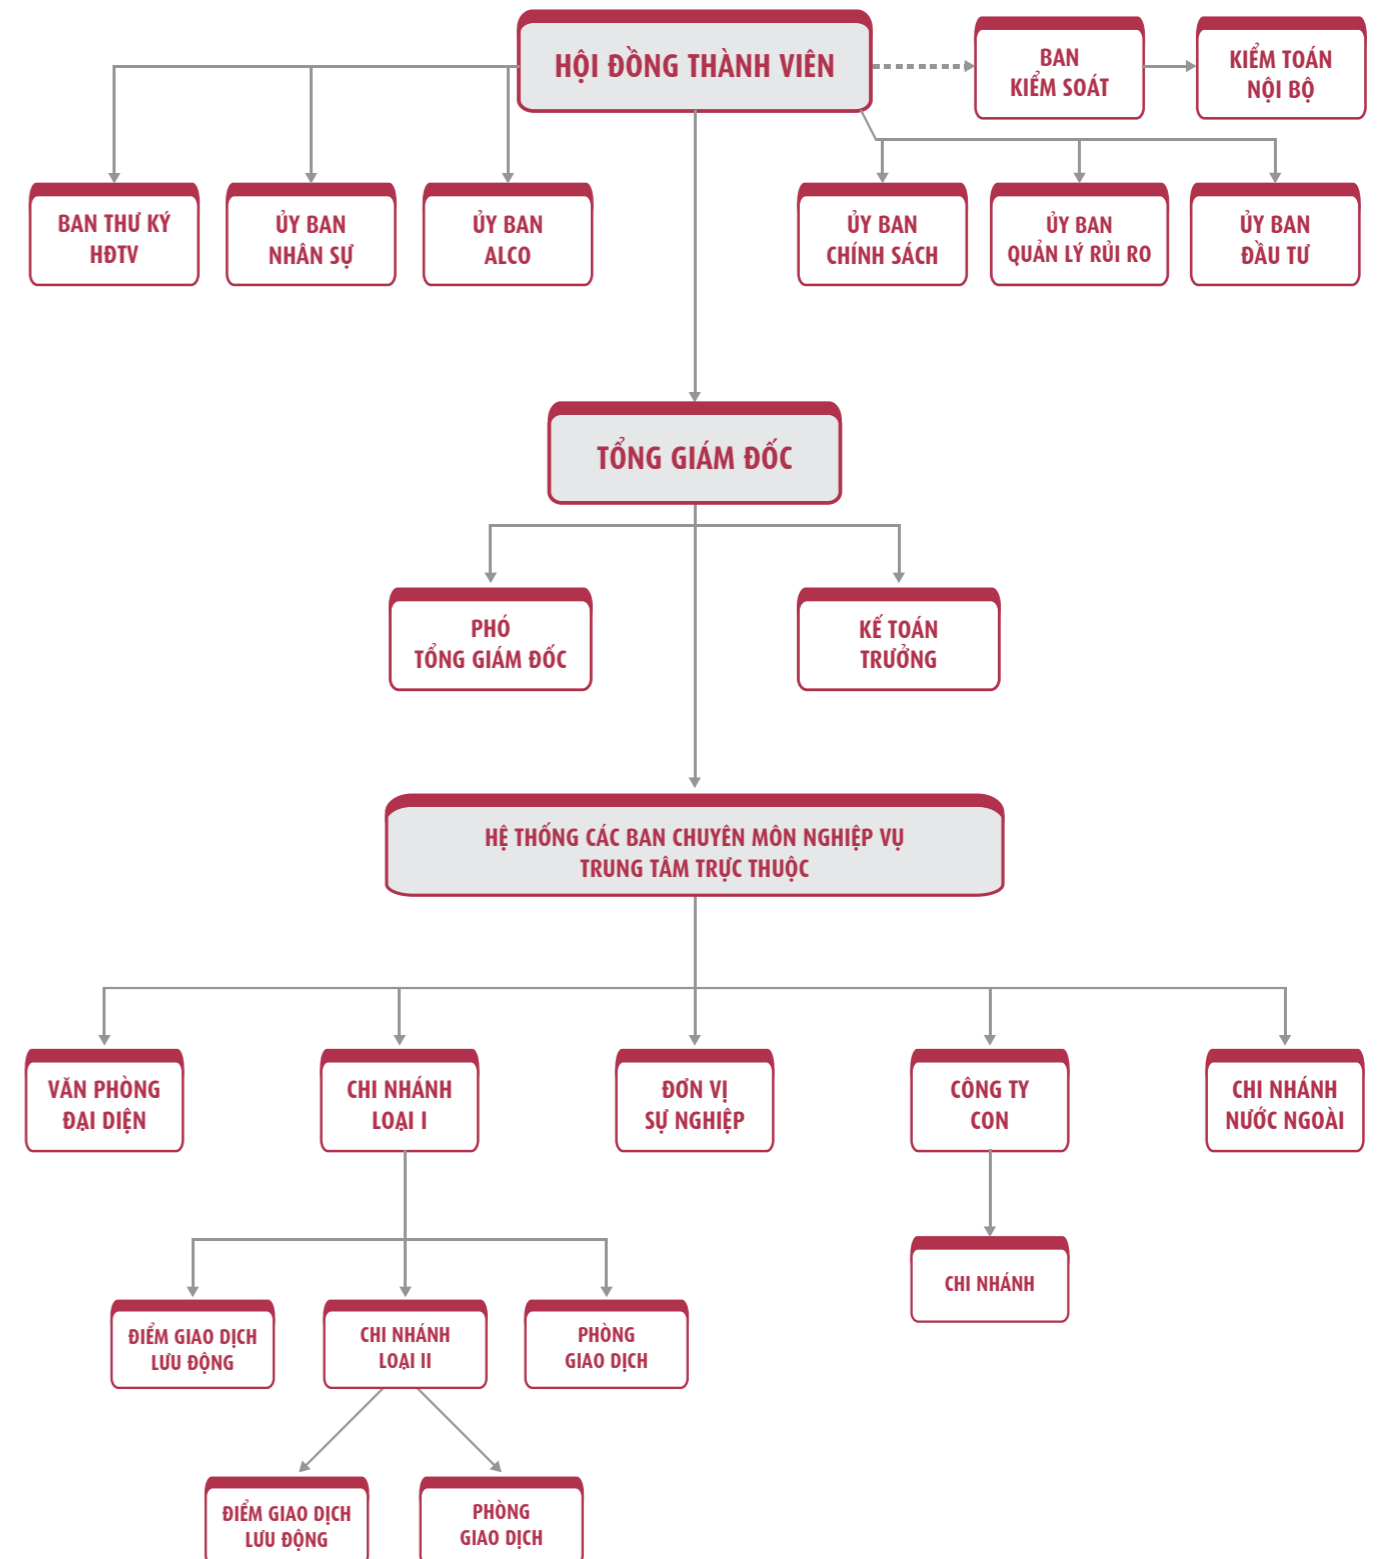 HỘI ĐỒNG THÀNH VIÊN
BAN
KIỂM SOÁT
KIỂM TOÁN
NỘI BỘ
BAN THƯ KÝ
HĐTV
ỦY BAN
NHÂN SỰ
ỦY BAN
ALCO
ỦY BAN
CHÍNH SÁCH
ỦY BAN
QUẢN LÝ RỦI RO
ỦY BAN
ĐẦU TƯ
TỔNG GIÁM ĐỐC
PHÓ
TỔNG GIÁM ĐỐC
KẾ TOÁN
TRƯỞNG
HỆ THỐNG CÁC BAN CHUYÊN MÔN NGHIỆP VỤ
TRUNG TÂM TRỰC THUỘC
VĂN PHÒNG
ĐẠI DIỆN
CHI NHÁNH
LOẠI I
ĐƠN VỊ
SỰ NGHIỆP
CÔNG TY
CON
CHI NHÁNH
NƯỚC NGOÀI
CHI NHÁNH
ĐIỂM GIAO DỊCH
LƯU ĐỘNG
CHI NHÁNH
LOẠI II
PHÒNG
GIAO DỊCH
ĐIỂM GIAO DỊCH
LƯU ĐỘNG
PHÒNG
GIAO DỊCH